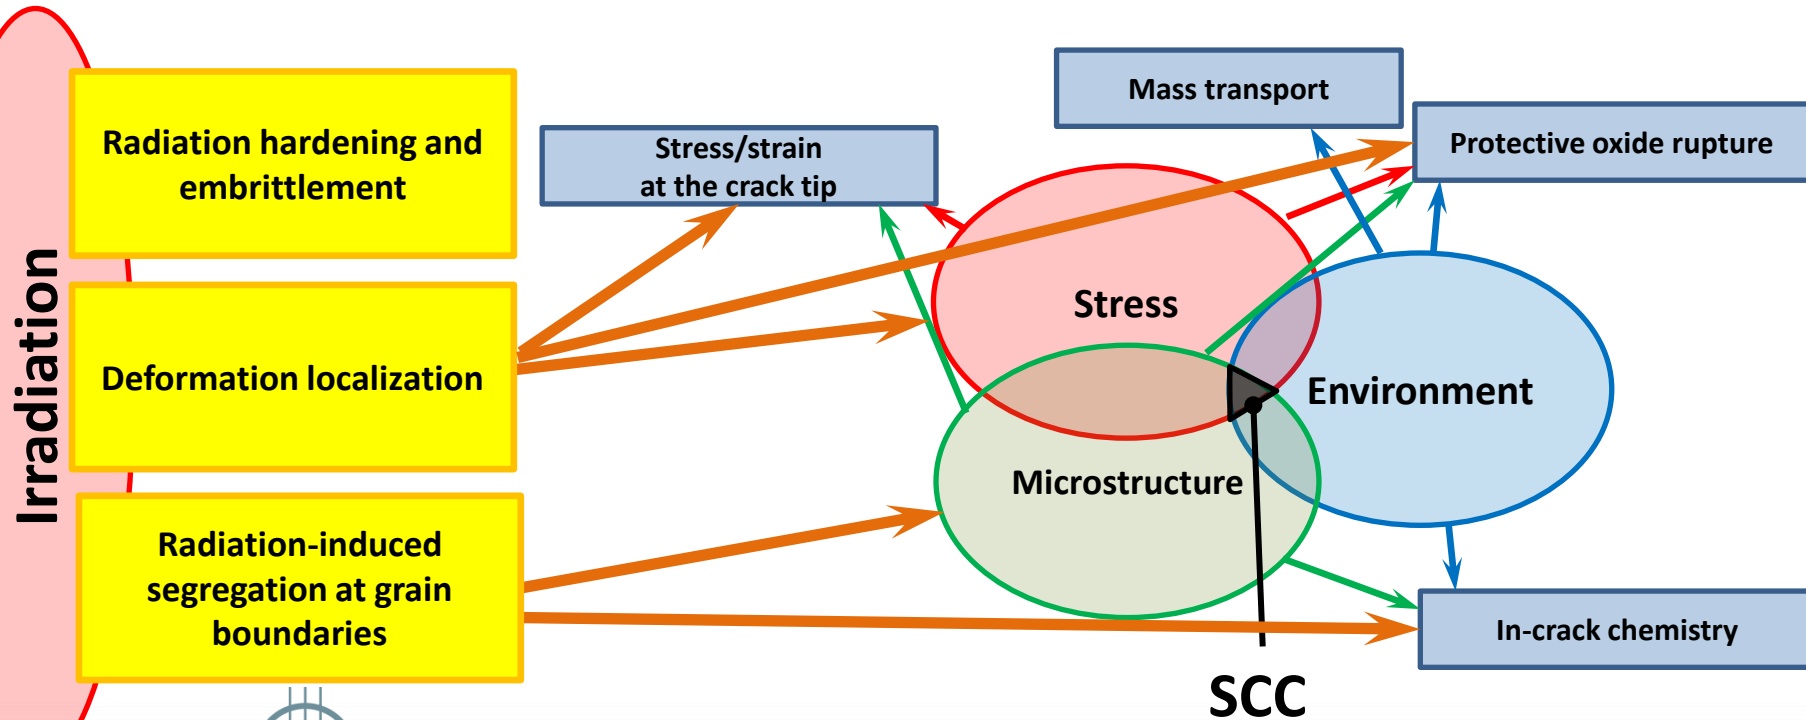 Irradiation
Radiation hardening and
embrittlement
Deformation localization
Radiation-induced
segregation at grain
boundaries
Stress/strain
at the crack tip
Mass transport
Protective oxide rupture
Stress
Environment
Microstructure
In-crack chemistry
SCC